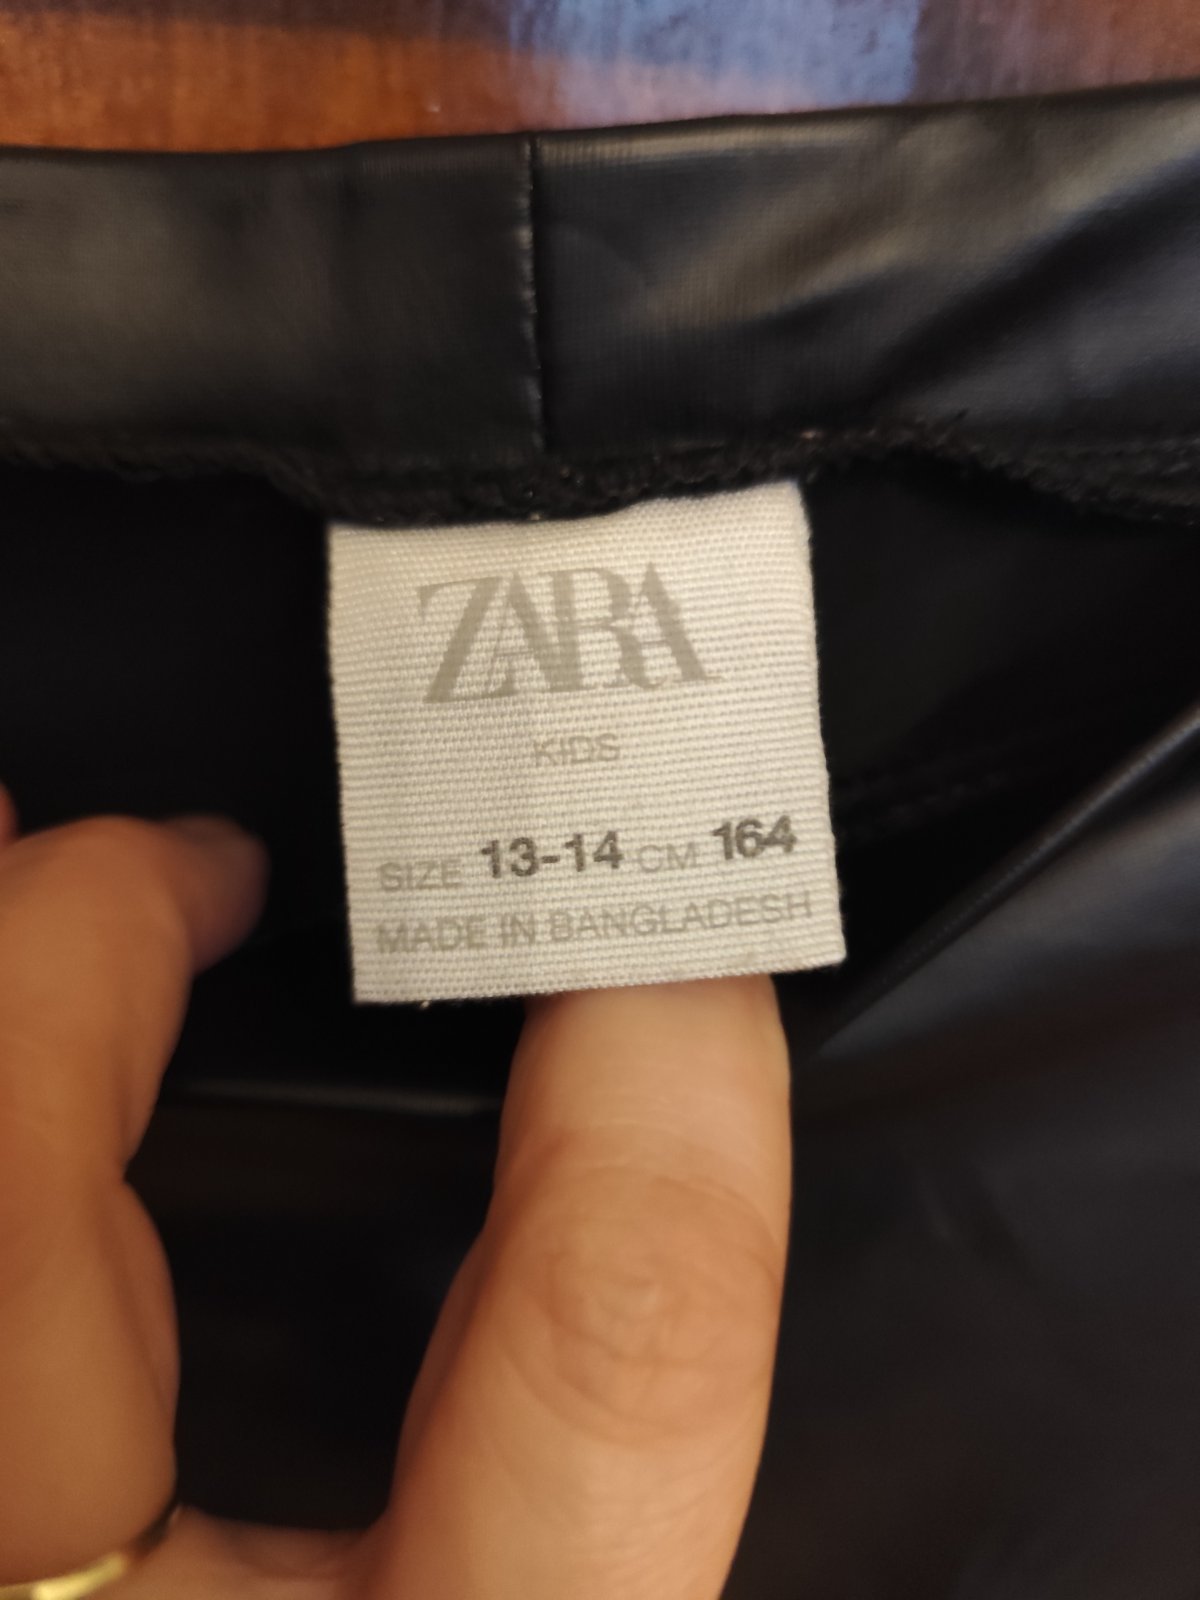 ZARA
KIDS
SIZE 13-14 CM 164
MADE IN BANGLADESH